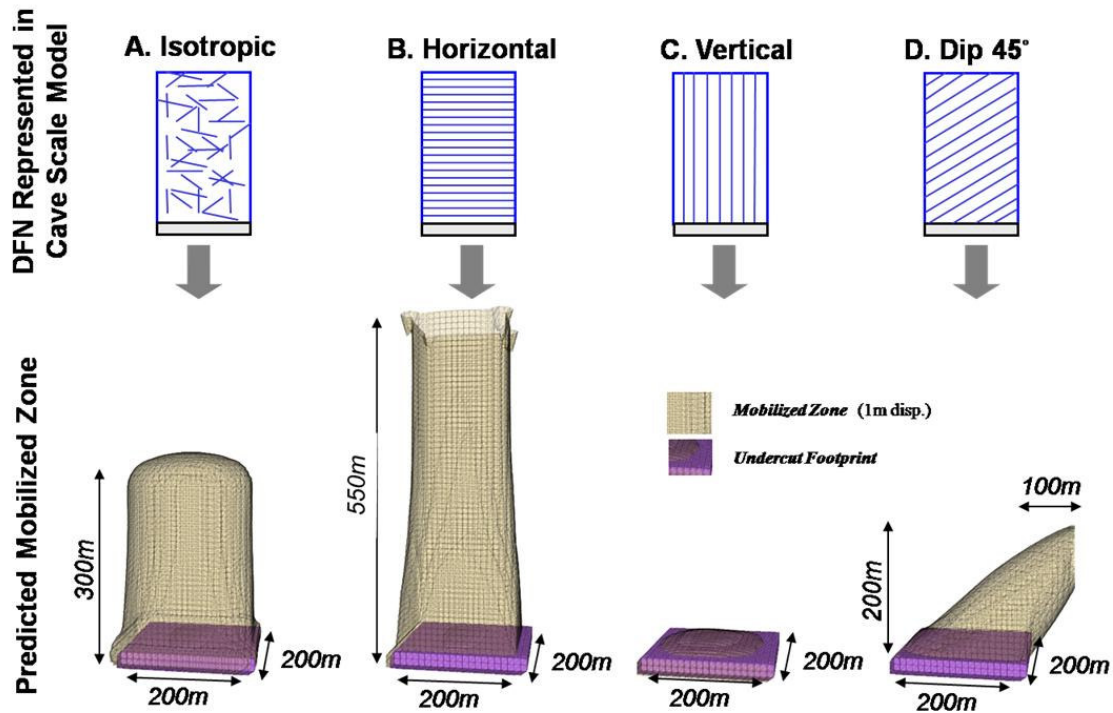 DFN Represented in
Cave Scale Model
A. Isotropic
B. Horizontal
C. Vertical
D. Dip 45°
Predicted Mobilized Zone
300m
200m
200m
550m
200m
200m
Mobilized Zone (1m disp.)
Undercut Footprint
200m
200m
100m
200m
200m
200m